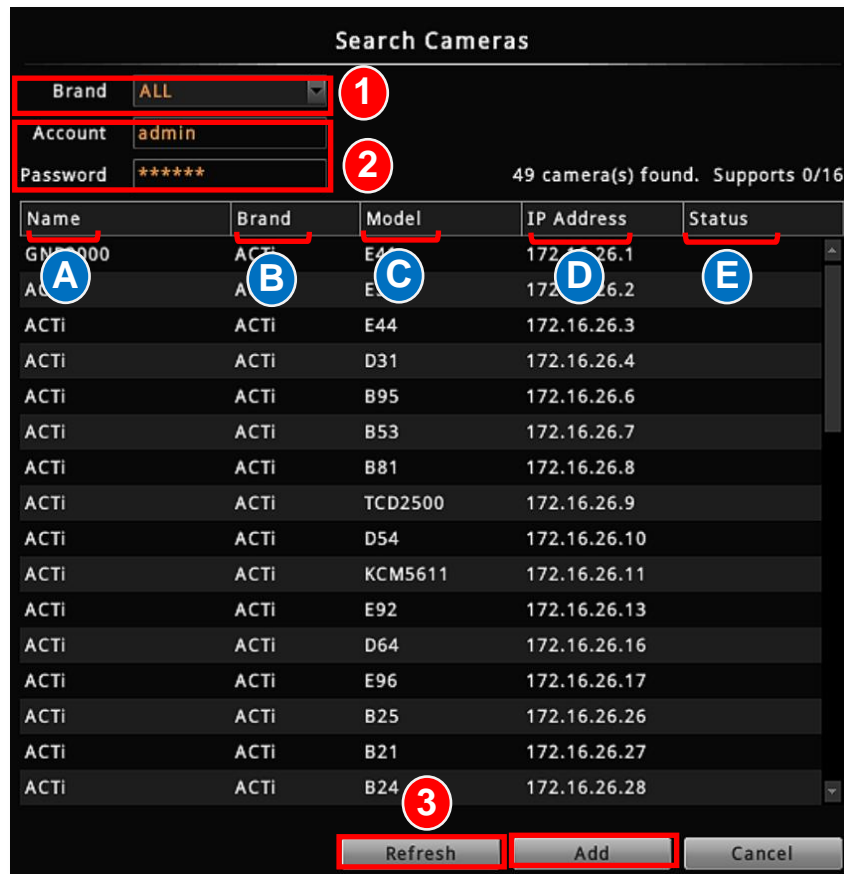 Search Cameras
Brand ALL 1
Account admin
Password ****** 2 49 camera(s) found. Supports 0/16
Name Brand Model IP Address Status
A B C D E
ACTi ACTi E44 172.16.26.3
ACTi ACTi D31 172.16.26.4
ACTi ACTi B95 172.16.26.6
ACTi ACTi B53 172.16.26.7
ACTi ACTi B81 172.16.26.8
ACTi ACTi TCD2500 172.16.26.9
ACTi ACTi D54 172.16.26.10
ACTi ACTi KCM5611 172.16.26.11
ACTi ACTi E92 172.16.26.13
ACTi ACTi D64 172.16.26.16
ACTi ACTi E96 172.16.26.17
ACTi ACTi B25 172.16.26.26
ACTi ACTi B21 172.16.26.27
ACTi ACTi B24 172.16.26.28
3
Refresh Add Cancel